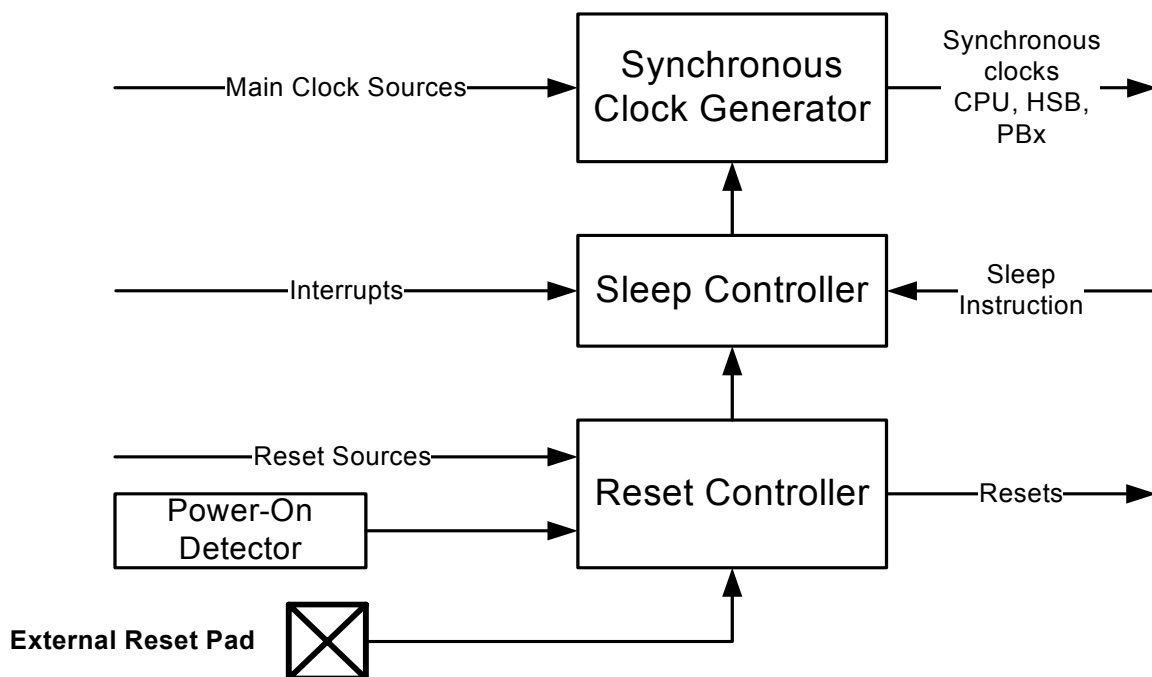 Main Clock Sources
Synchronous
Clock Generator
Synchronous
clocks
CPU, HSB,
PBx
Interrupts
Sleep Controller
Sleep
Instruction
Reset Sources
Power-On
Detector
Reset Controller
Resets
External Reset Pad